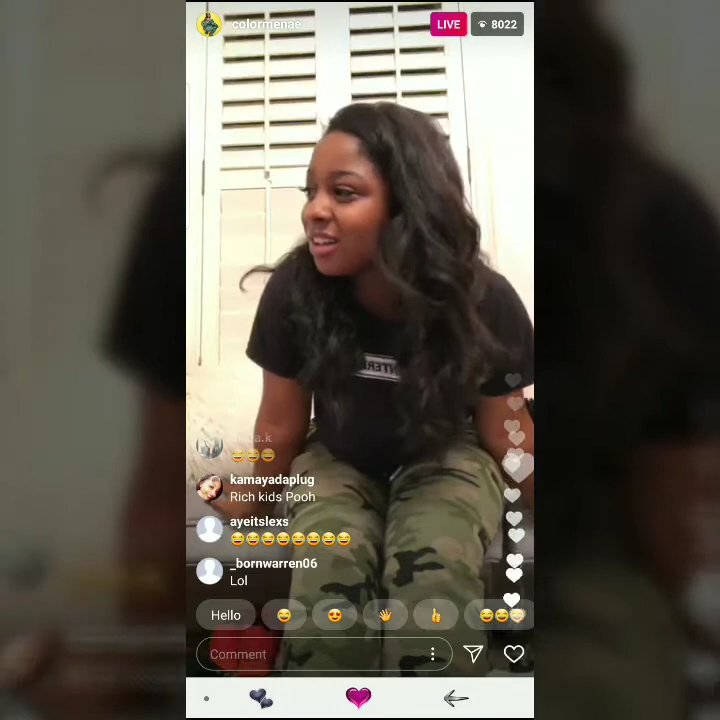 colormenae
LIVE
8022
a.k
😂😂😂
kamayadaplug
Rich kids Pooh
ayeitslexs
😂😂😂😂😂😂😂😂
_bornwarren06
Lol
Hello
Comment